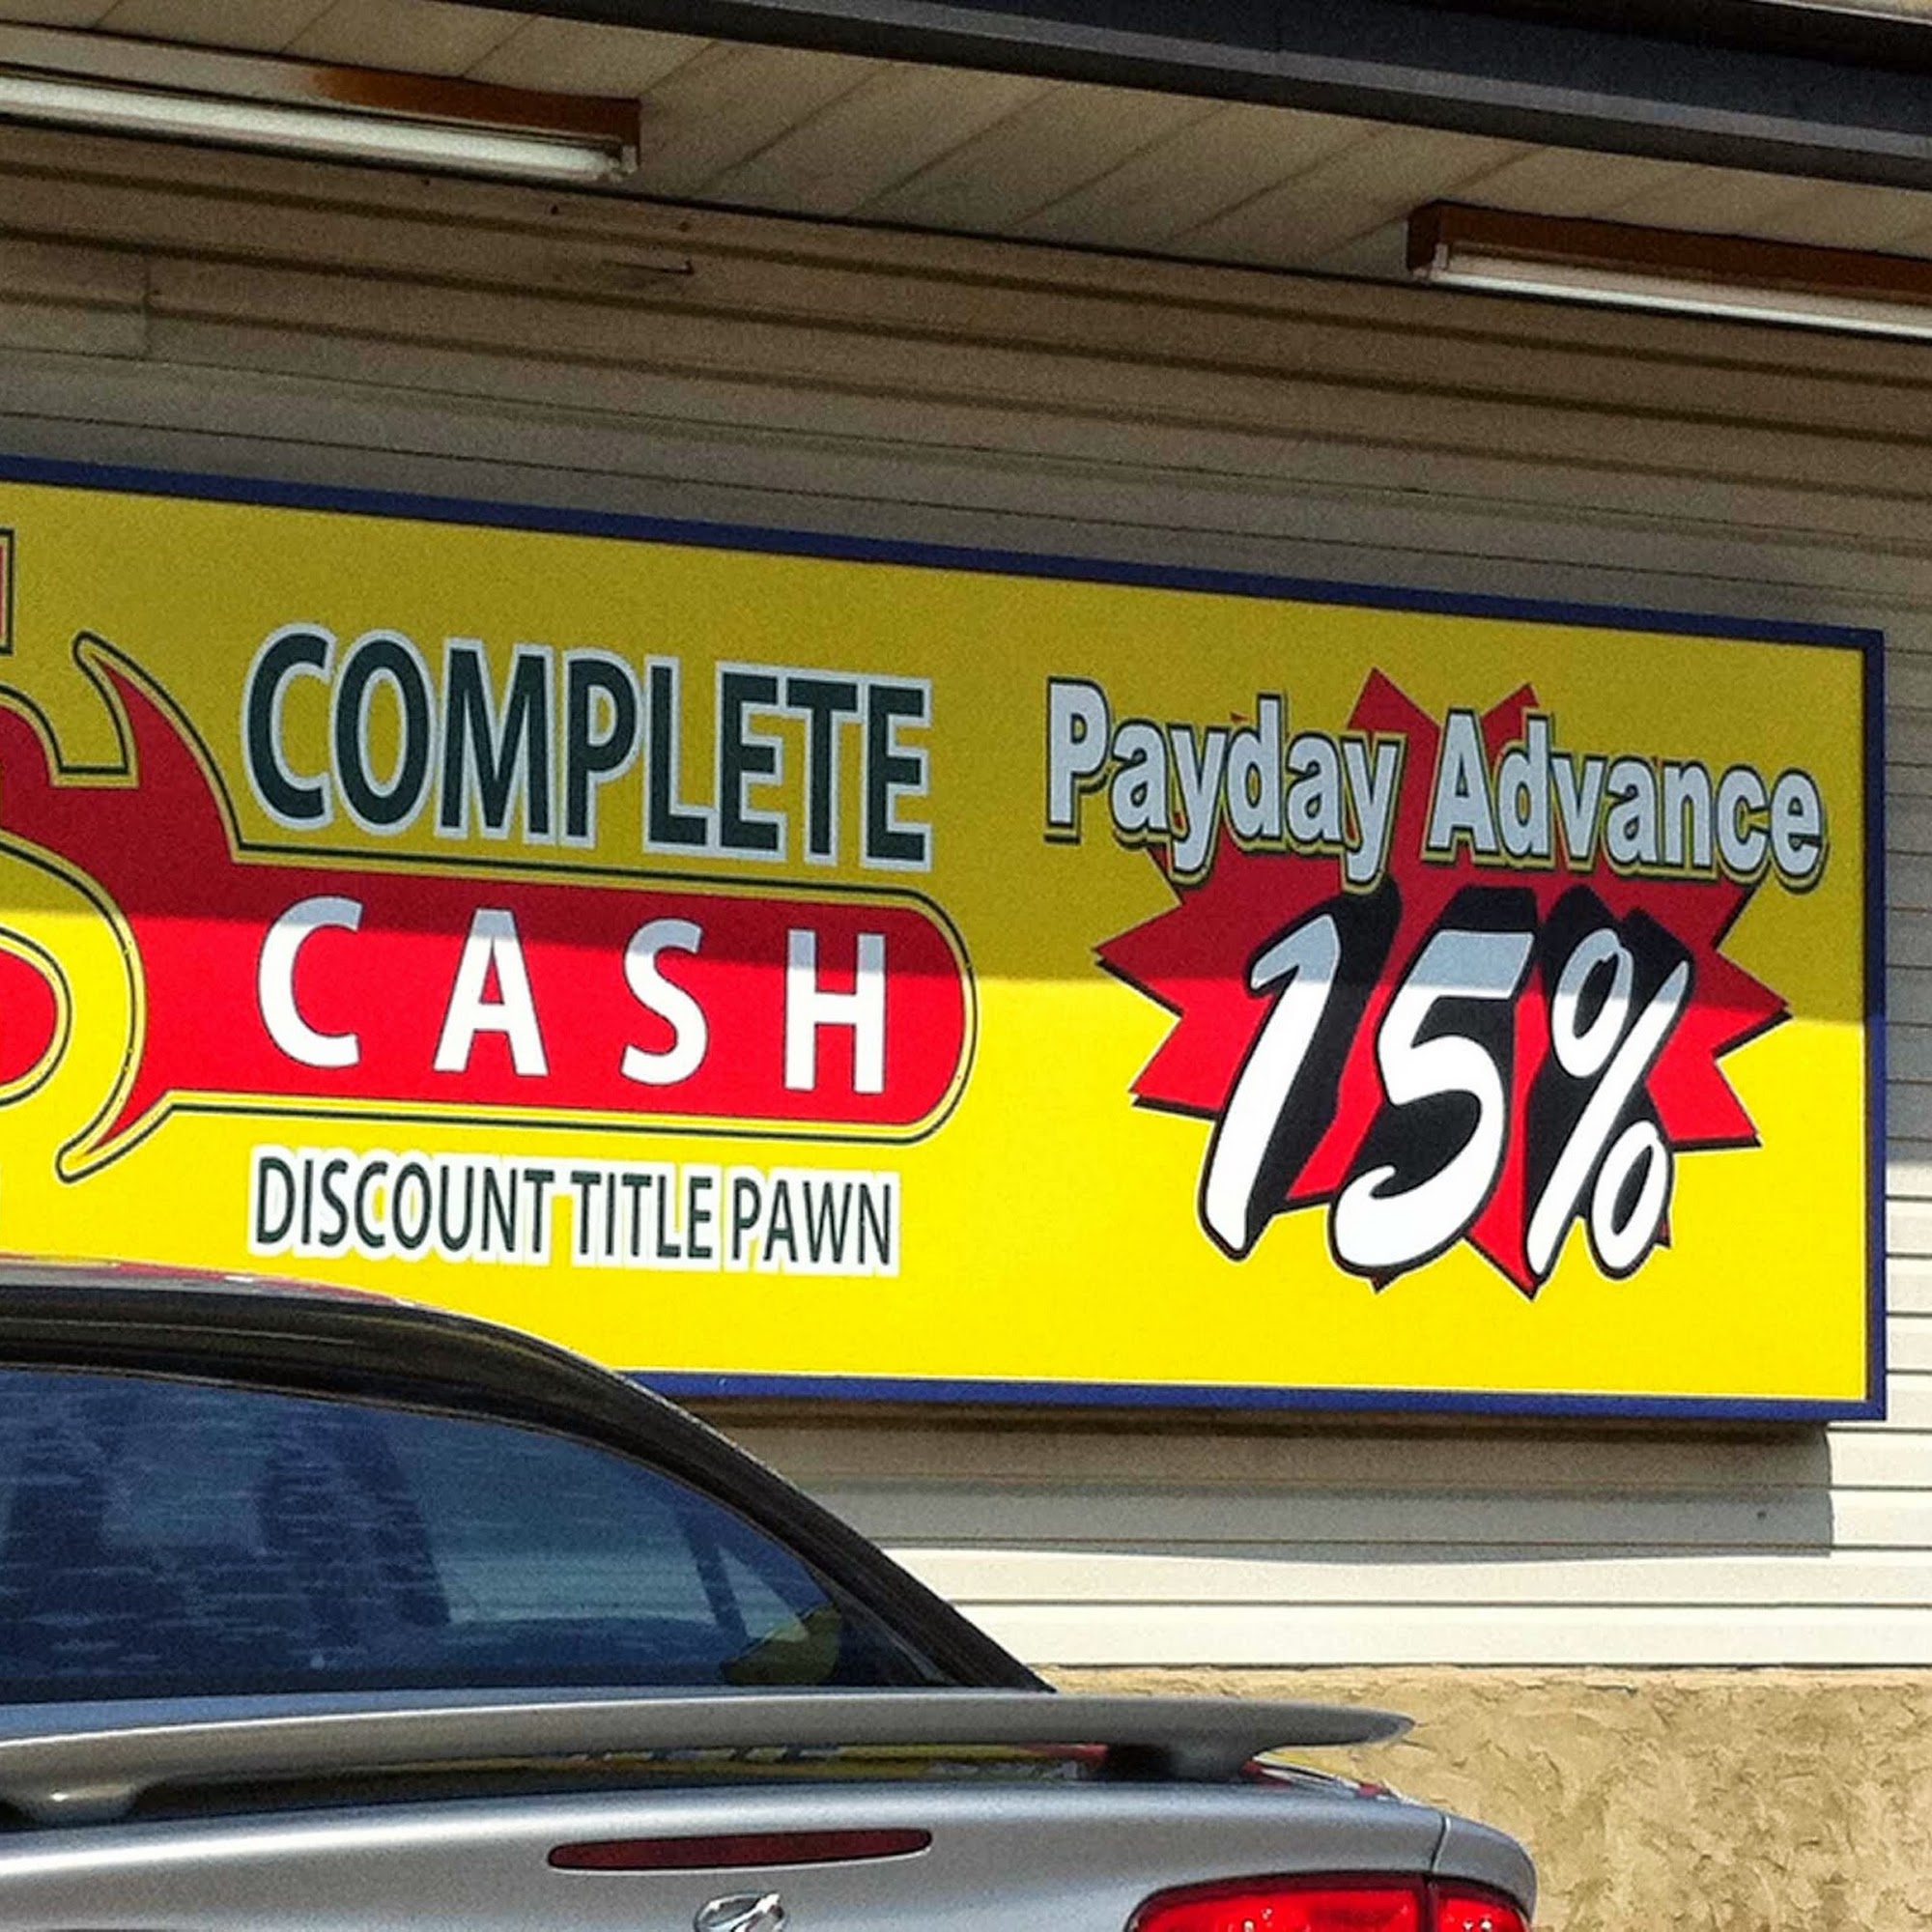 COMPLETE
CASH
DISCOUNT TITLE PAWN
Payday Advance
15%